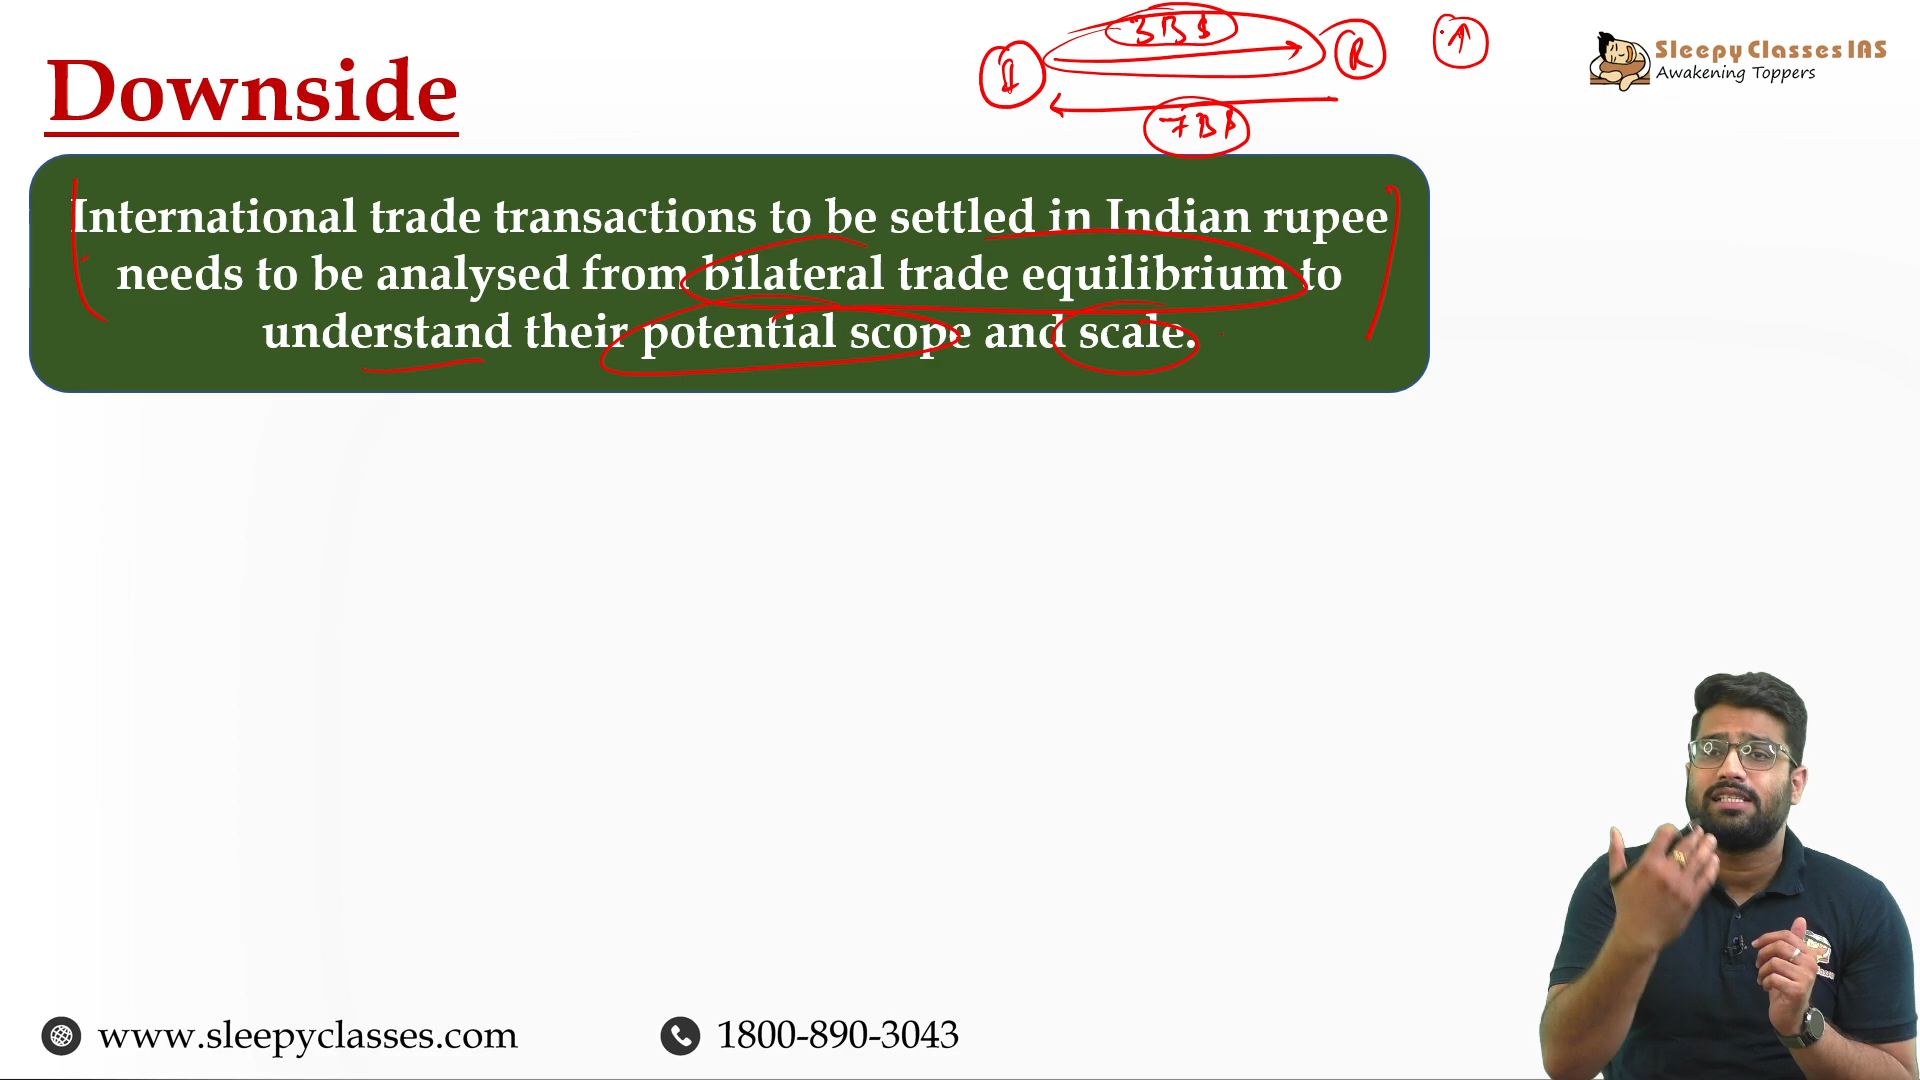 3B$
I
R
7B$
Sleepy Classes IAS
Awakening Toppers
Downside
International trade transactions to be settled in Indian rupee
needs to be analysed from bilateral trade equilibrium to
understand their potential scope and scale.
www.sleepyclasses.com
1800-890-3043